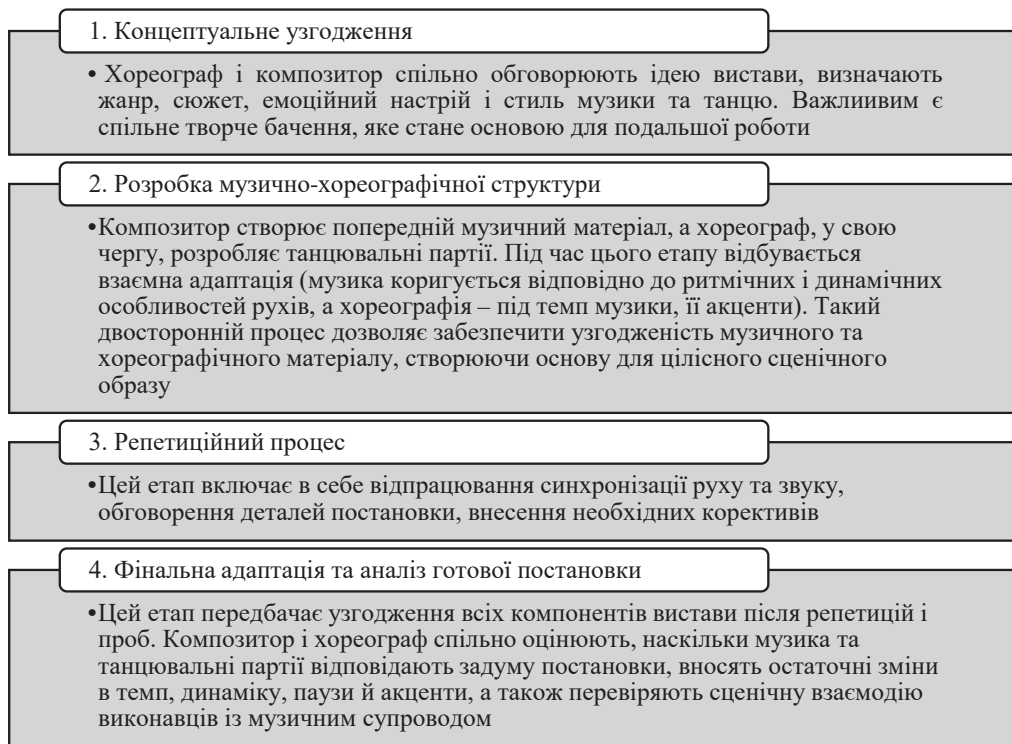 1. Концептуальне узгодження
• Хореограф і композитор спільно обговорюють ідею вистави, визначають
жанр, сюжет, емоційний настрій і стиль музики та танцю. Важлиивим є
спільне творче бачення, яке стане основою для подальшої роботи
2. Розробка музично-хореографічної структури
•Композитор створює попередній музичний матеріал, а хореограф, у свою
чергу, розробляє танцювальні партії. Під час цього етапу відбувається
взаємна адаптація (музика коригується відповідно до ритмічних і динамічних
особливостей рухів, а хореографія – під темп музики, її акценти). Такий
двосторонній процес дозволяє забезпечити узгодженість музичного та
хореографічного матеріалу, створюючи основу для цілісного сценічного
образу
3. Репетиційний процес
•Цей етап включає в себе відпрацювання синхронізації руху та звуку,
обговорення деталей постановки, внесення необхідних корективів
4. Фінальна адаптація та аналіз готової постановки
•Цей етап передбачає узгодження всіх компонентів вистави після репетицій і
проб. Композитор і хореограф спільно оцінюють, наскільки музика та
танцювальні партії відповідають задуму постановки, вносять остаточні зміни
в темп, динаміку, паузи й акценти, а також перевіряють сценічну взаємодію
виконавців із музичним супроводом